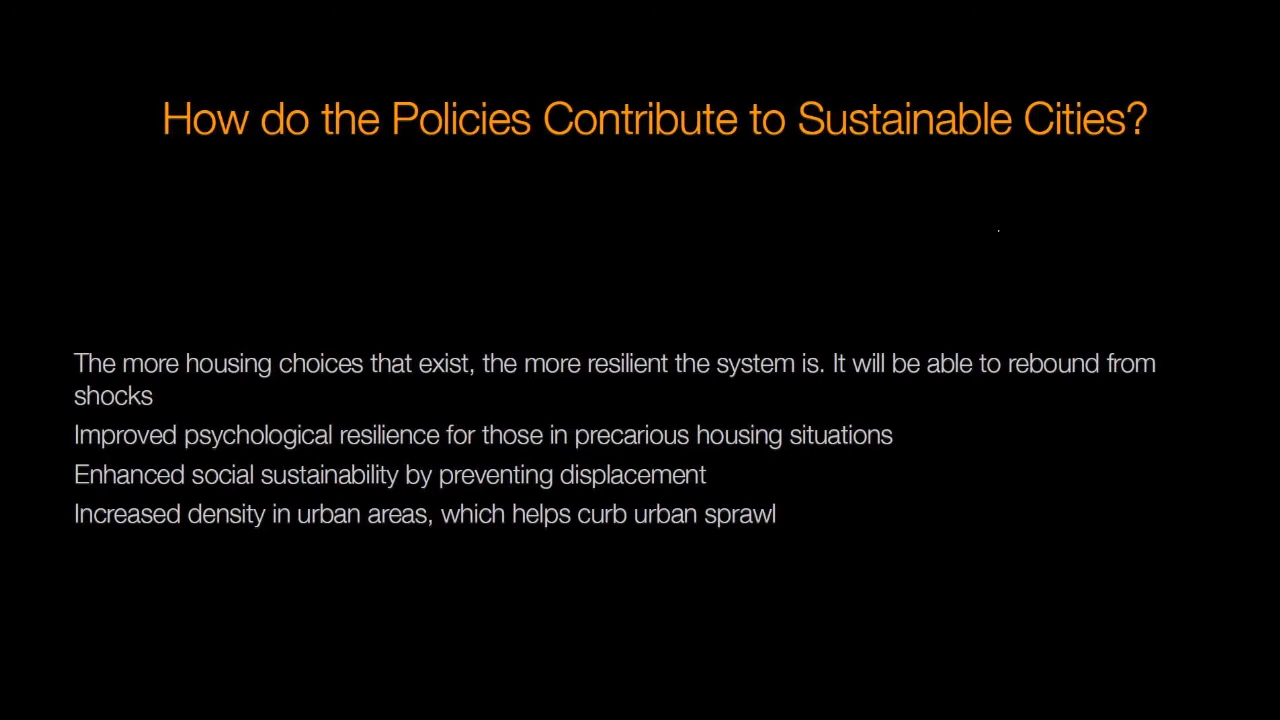 How do the Policies Contribute to Sustainable Cities?
The more housing choices that exist, the more resilient the system is. It will be able to rebound from
shocks
Improved psychological resilience for those in precarious housing situations
Enhanced social sustainability by preventing displacement
Increased density in urban areas, which helps curb urban sprawl